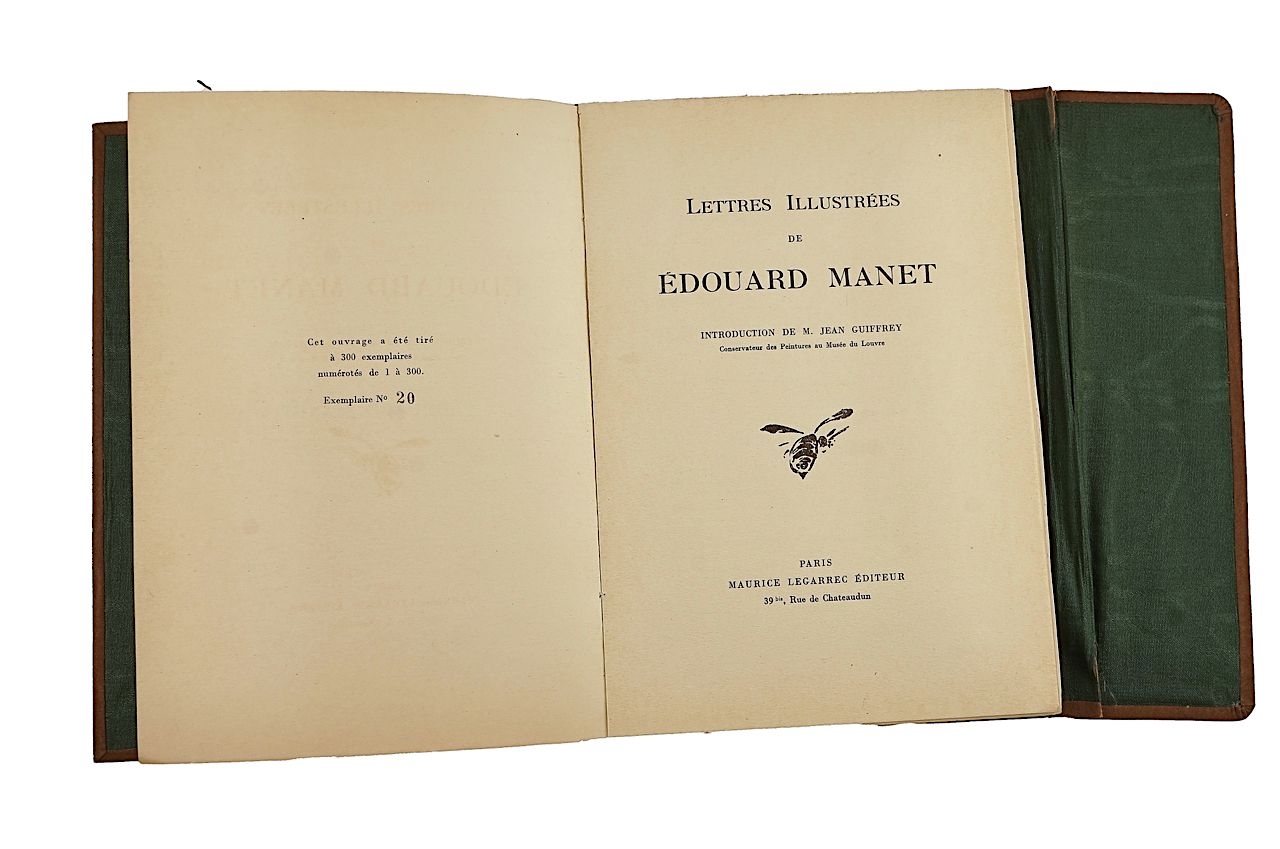 Cet ouvrage a été tiré
à 300 exemplaires
numérotés de 1 à 300.
Exemplaire Nº 20
LETTRES ILLUSTRÉES
DE
ÉDOUARD MANET
INTRODUCTION DE M. JEAN GUIFFREY
Conservateur des Peintures au Musée du Louvre
PARIS
MAURICE LEGARREC ÉDITEUR
39 bis, Rue de Chateaudun